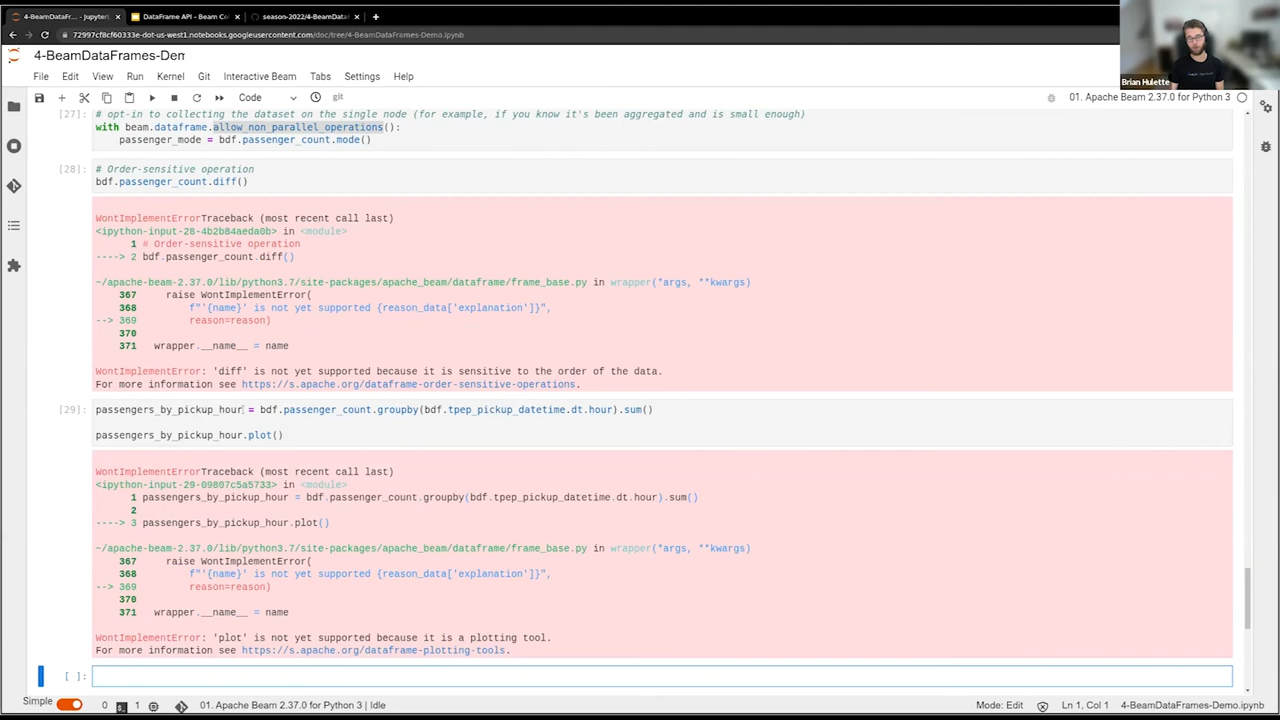 4-BeamDataFr... - jupyterl
DataFrame API - Beam Co
season-2022/4-BeamDataF
72997cf8cf60333e-dot-us-west1.notebooks.googleusercontent.com/doc/tree/4-BeamDataFrames-Demo.ipynb
4-BeamDataFrames-Dem
Brian Hulette
File Edit View Run Kernel Git Interactive Beam Tabs Settings Help
Code
git
01. Apache Beam 2.37.0 for Python 3
[27]: # opt-in to collecting the dataset on the single node (for example, if you know it's been aggregated and is small enough)
with beam.dataframe.allow_non_parallel_operations():
passenger_mode = bdf.passenger_count.mode()
[28]: # Order-sensitive operation
bdf.passenger_count.diff()
WontImplementErrorTraceback (most recent call last)
<ipython-input-28-4b2b84aeda0b> in <module>
1 # Order-sensitive operation
----> 2 bdf.passenger_count.diff()
~/apache-beam-2.37.0/lib/python3.7/site-packages/apache_beam/dataframe/frame_base.py in wrapper(*args, **kwargs)
367 raise WontImplementError(
368 f"'{name}' is not yet supported {reason_data['explanation']}",
--> 369 reason=reason)
370
371 wrapper.__name__ = name
WontImplementError: 'diff' is not yet supported because it is sensitive to the order of the data.
For more information see https://s.apache.org/dataframe-order-sensitive-operations.
[29]: passengers_by_pickup_hour = bdf.passenger_count.groupby(bdf.tpep_pickup_datetime.dt.hour).sum()
passengers_by_pickup_hour.plot()
WontImplementErrorTraceback (most recent call last)
<ipython-input-29-09807c5a5733> in <module>
1 passengers_by_pickup_hour = bdf.passenger_count.groupby(bdf.tpep_pickup_datetime.dt.hour).sum()
2
----> 3 passengers_by_pickup_hour.plot()
~/apache-beam-2.37.0/lib/python3.7/site-packages/apache_beam/dataframe/frame_base.py in wrapper(*args, **kwargs)
367 raise WontImplementError(
368 f"'{name}' is not yet supported {reason_data['explanation']}",
--> 369 reason=reason)
370
371 wrapper.__name__ = name
WontImplementError: 'plot' is not yet supported because it is a plotting tool.
For more information see https://s.apache.org/dataframe-plotting-tools.
[ ]:
Simple 0 1 01. Apache Beam 2.37.0 for Python 3 | Idle Mode: Edit Ln 1, Col 1 4-BeamDataFrames-Demo.ipynb